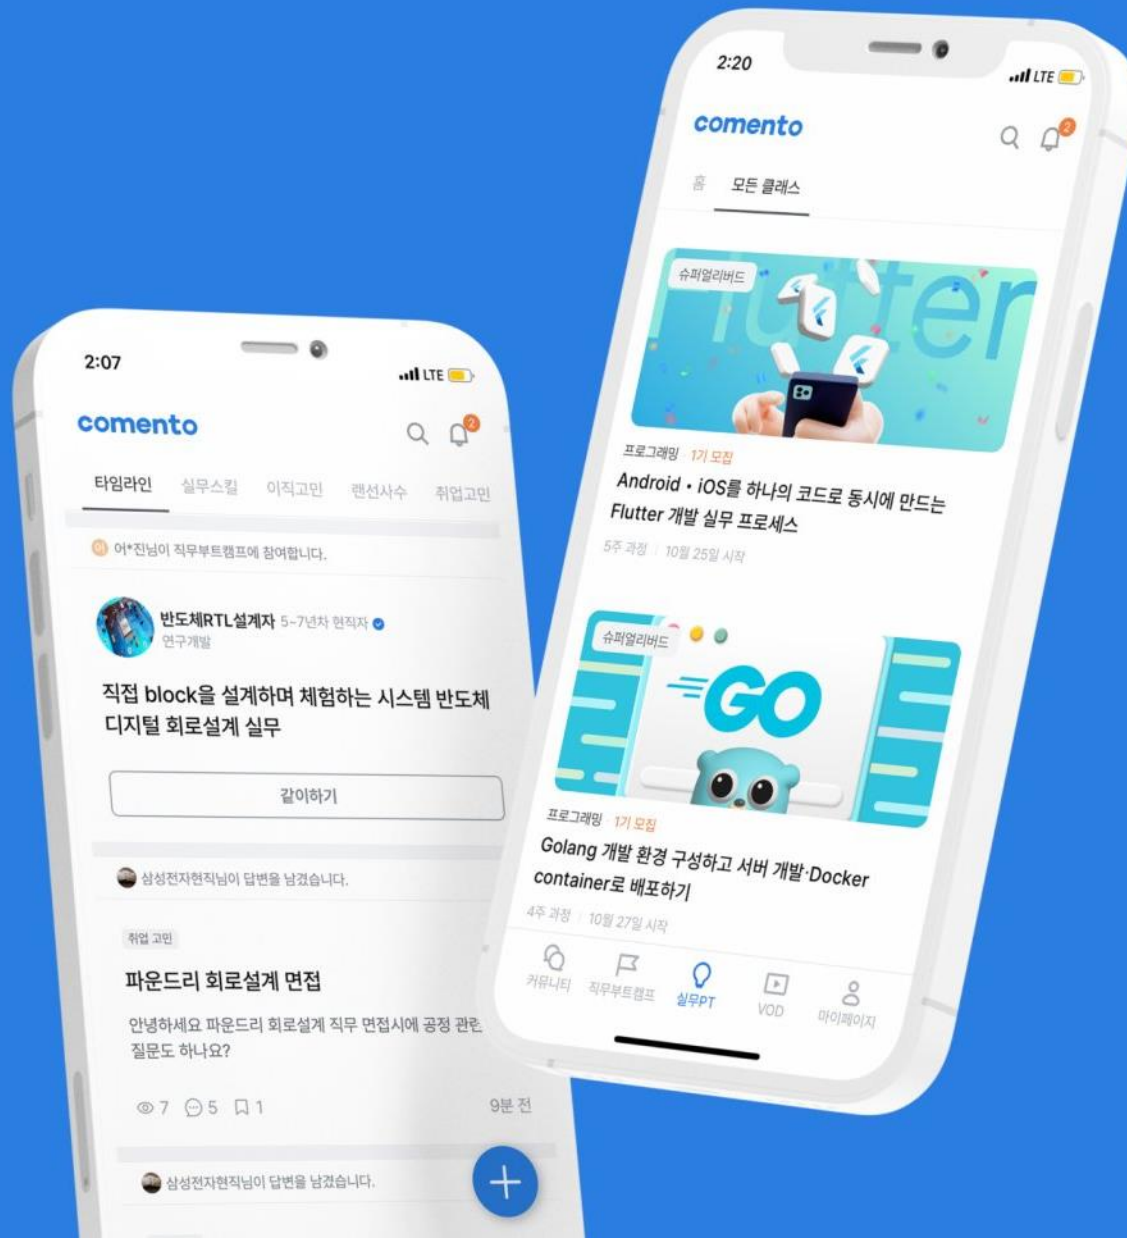 2:07
LTE
comento
2
타임라인 실무스킬 이직고민 랜선사수 취업고민
이 어*진님이 직무부트캠프에 참여합니다.
반도체RTL설계자 5~7년차 현직자
연구개발
직접 block을 설계하며 체험하는 시스템 반도체
디지털 회로설계 실무
같이하기
삼성전자현직님이 답변을 남겼습니다.
취업 고민
파운드리 회로설계 면접
안녕하세요 파운드리 회로설계 직무 면접시에 공정 관련
질문도 하나요?
7 5 1 9분 전
삼성전자현직님이 답변을 남겼습니다.
2:20
LTE
comento
2
홈 모든 클래스
슈퍼얼리버드
Flutter
프로그래밍 1기 모집
Android • iOS를 하나의 코드로 동시에 만드는
Flutter 개발 실무 프로세스
5주 과정 | 10월 25일 시작
슈퍼얼리버드
GO
프로그래밍 1기 모집
Golang 개발 환경 구성하고 서버 개발·Docker
container로 배포하기
4주 과정 | 10월 27일 시작
커뮤니티 직무부트캠프 실무PT VOD 마이페이지